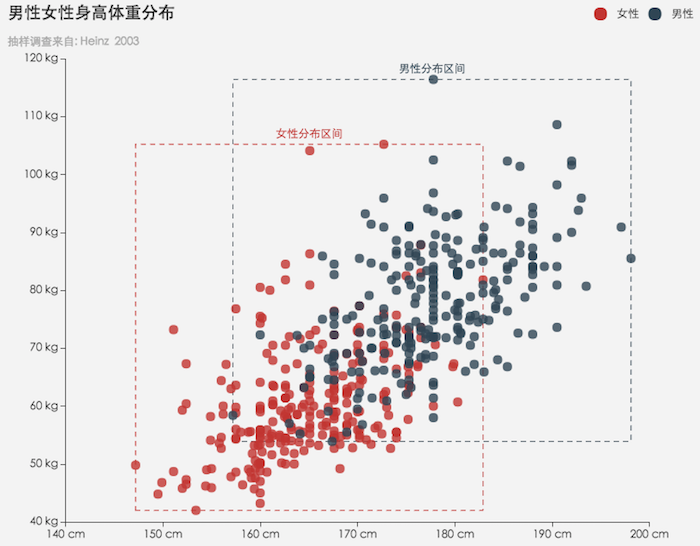 男性女性身高体重分布
女性 男性
抽样调查来自: Heinz 2003
120 kg
男性分布区间
110 kg
女性分布区间
100 kg
90 kg
80 kg
70 kg
60 kg
50 kg
40 kg
140 cm 150 cm 160 cm 170 cm 180 cm 190 cm 200 cm